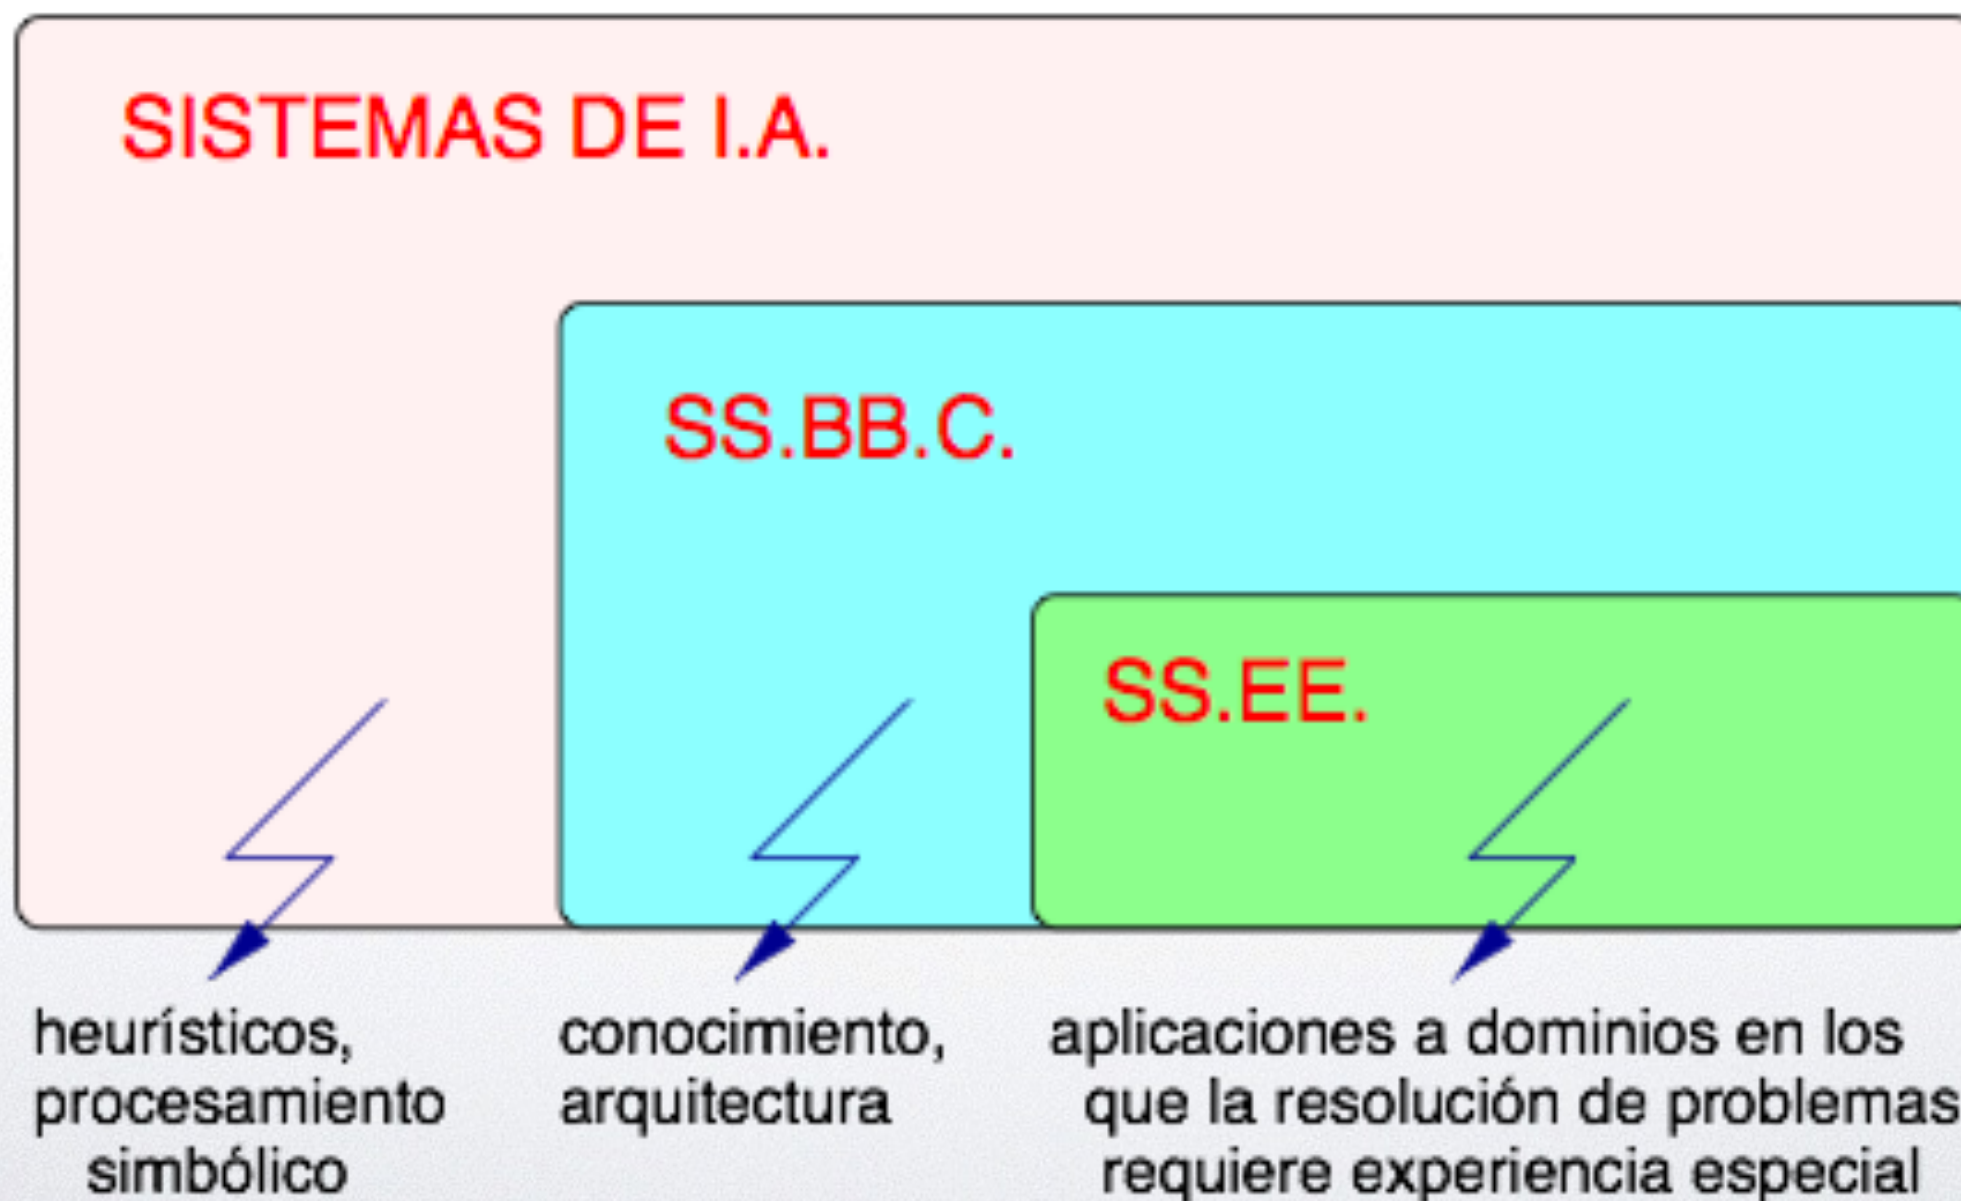 SISTEMAS DE I.A.
SS.BB.C.
SS.EE.
heurísticos,
procesamiento
simbólico
conocimiento,
arquitectura
aplicaciones a dominios en los
que la resolución de problemas
requiere experiencia especial